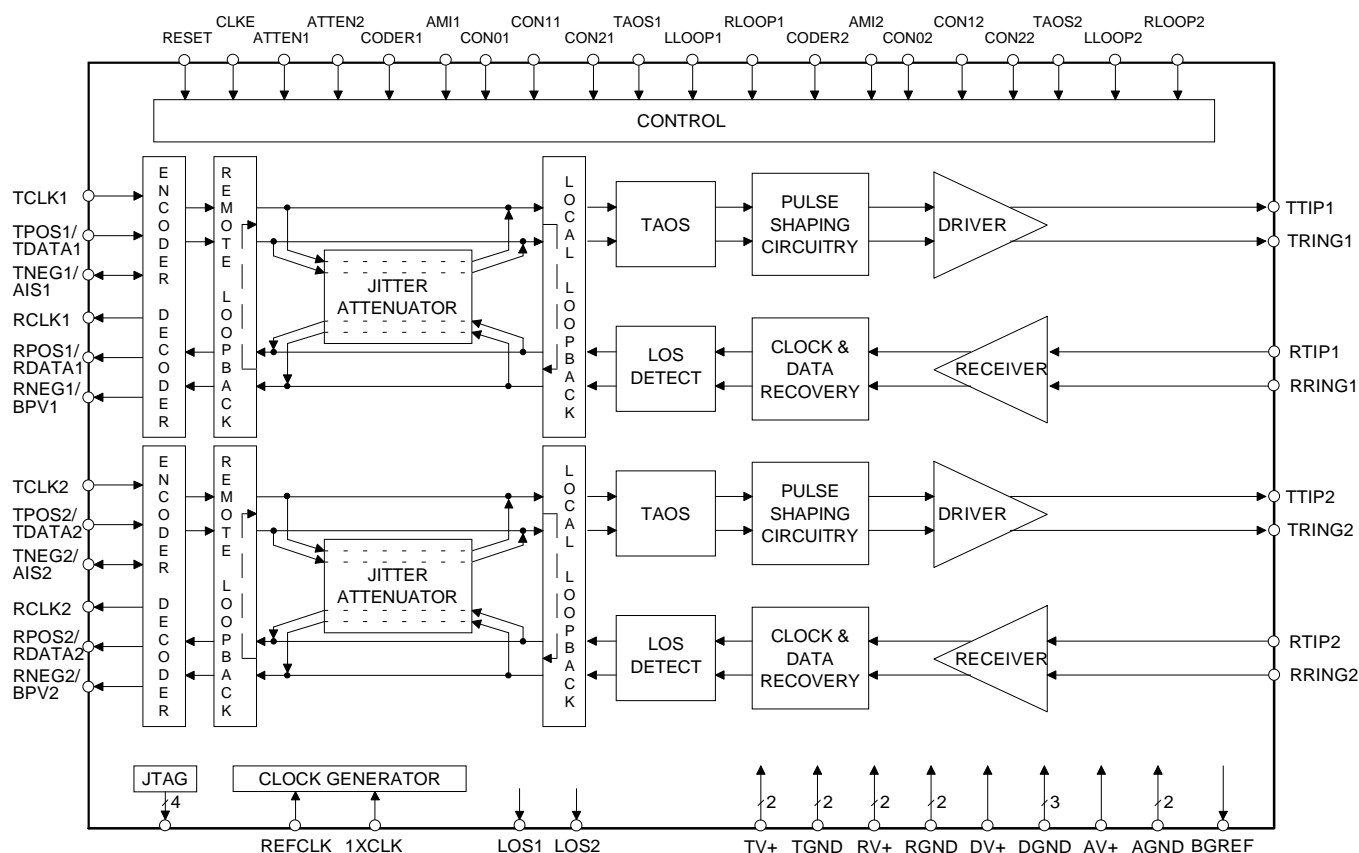 CLKE ATTEN2 AMI1 CON11 TAOS1 RLOOP1 AMI2 CON12 TAOS2 RLOOP2
RESET ATTEN1 CODER1 CON01 CON21 LLOOP1 CODER2 CON02 CON22 LLOOP2
CONTROL
TCLK1
TPOS1/
TDATA1
TNEG1/
AIS1
RCLK1
RPOS1/
RDATA1
RNEG1/
BPV1
ENCODER DECODER
REMOTE LOOPBACK
JITTER
ATTENUATOR
LOCAL LOOPBACK
TAOS
PULSE
SHAPING
CIRCUITRY
DRIVER
TTIP1
TRING1
LOS
DETECT
CLOCK &
DATA
RECOVERY
RECEIVER
RTIP1
RRING1
TCLK2
TPOS2/
TDATA2
TNEG2/
AIS2
RCLK2
RPOS2/
RDATA2
RNEG2/
BPV2
ENCODER DECODER
REMOTE LOOPBACK
JITTER
ATTENUATOR
LOCAL LOOPBACK
TAOS
PULSE
SHAPING
CIRCUITRY
DRIVER
TTIP2
TRING2
LOS
DETECT
CLOCK &
DATA
RECOVERY
RECEIVER
RTIP2
RRING2
JTAG
CLOCK GENERATOR
4 2 2 2 2 3 2
REFCLK 1XCLK LOS1 LOS2 TV+ TGND RV+ RGND DV+ DGND AV+ AGND BGREF